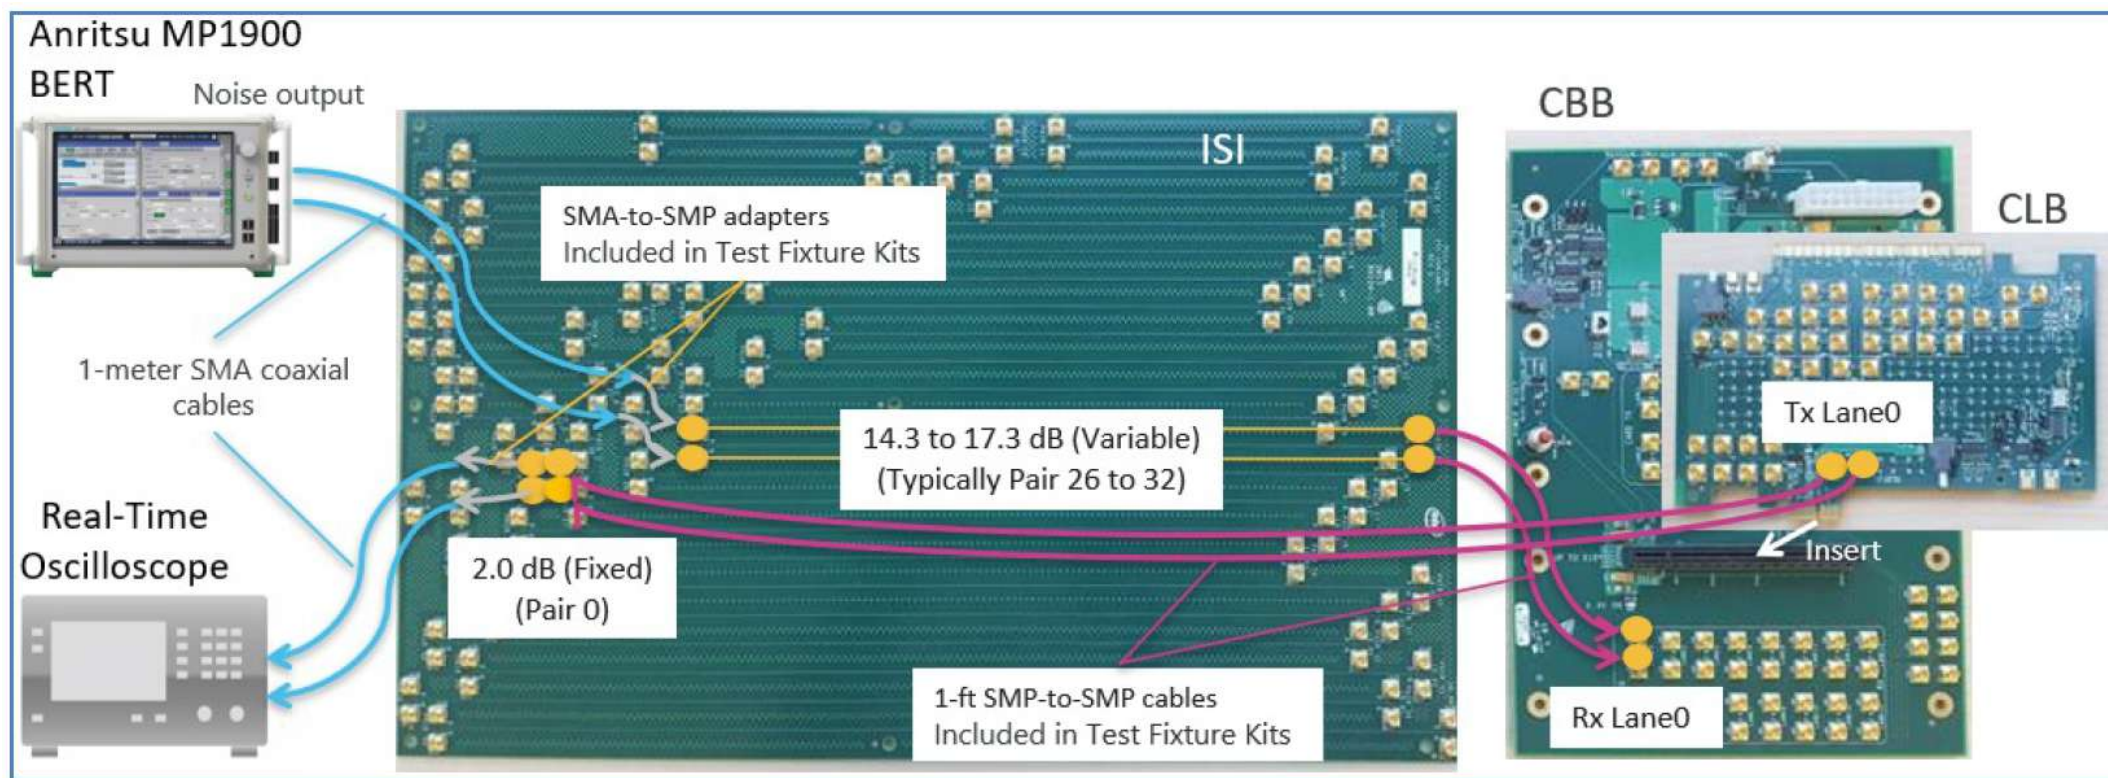 Anritsu MP1900
BERT
Noise output
CBB
ISI
CLB
SMA-to-SMP adapters
Included in Test Fixture Kits
1-meter SMA coaxial
cables
Tx Lane0
14.3 to 17.3 dB (Variable)
(Typically Pair 26 to 32)
Real-Time
Oscilloscope
2.0 dB (Fixed)
(Pair 0)
Insert
1-ft SMP-to-SMP cables
Included in Test Fixture Kits
Rx Lane0